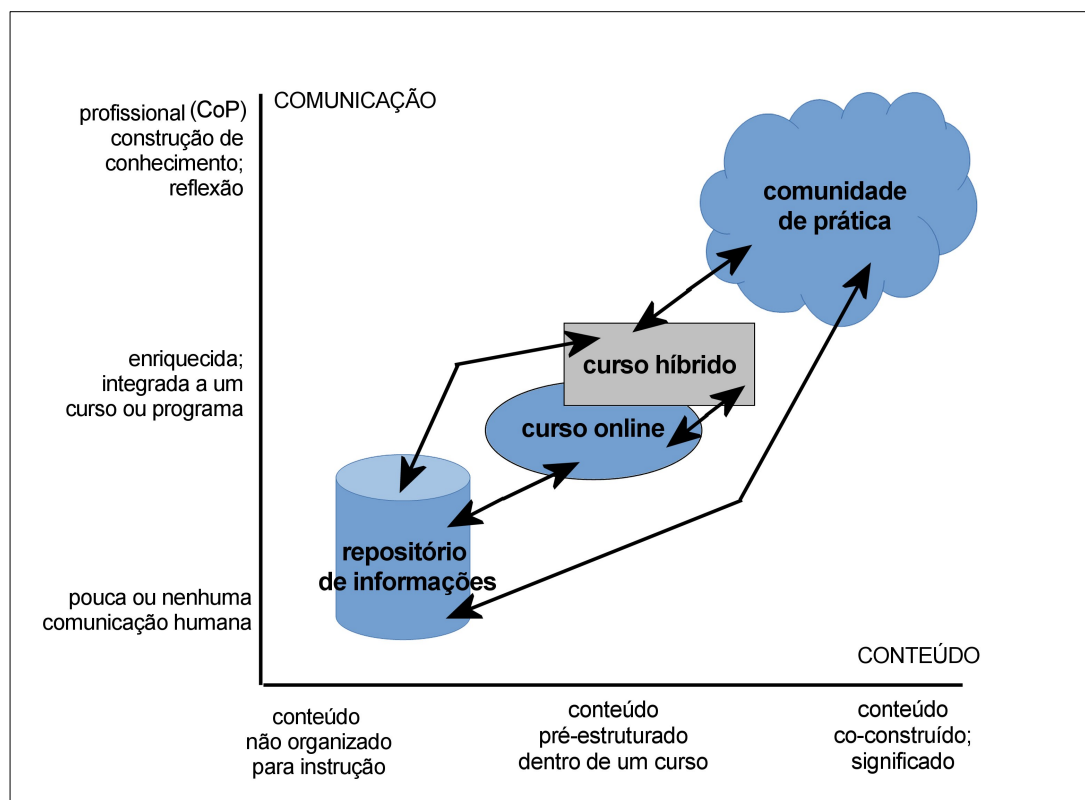 COMUNICAÇÃO
profissional (CoP)
construção de
conhecimento;
reflexão
comunidade
de prática
enriquecida;
integrada a um
curso ou programa
curso híbrido
curso online
repositório
de informações
pouca ou nenhuma
comunicação humana
CONTEÚDO
conteúdo
não organizado
para instrução
conteúdo
pré-estruturado
dentro de um curso
conteúdo
co-construído;
significado